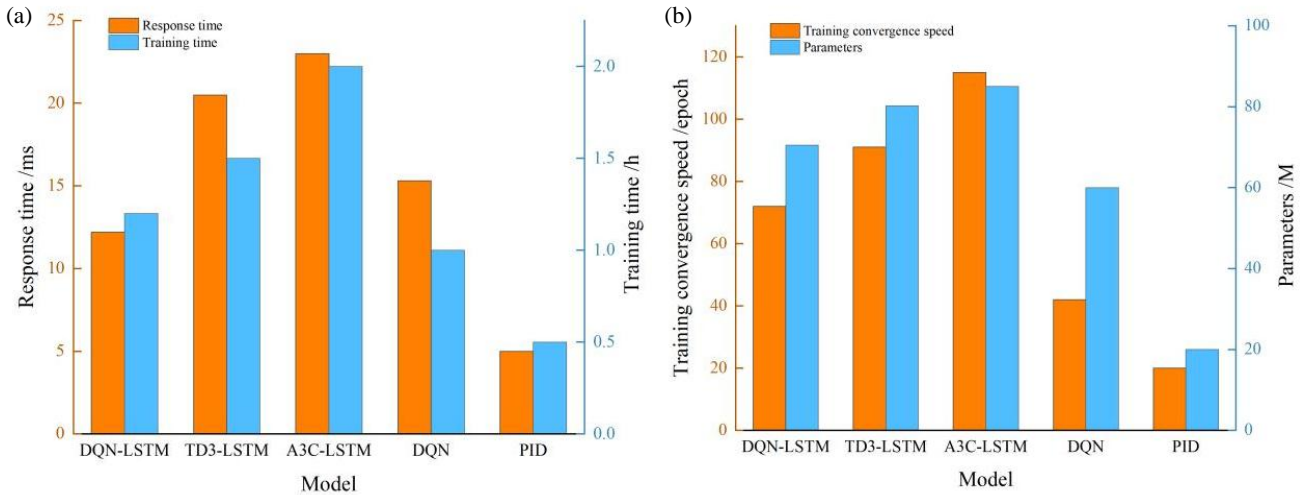 (a)
Response time
Training time
Response time /ms
25
20
15
10
5
0
2.0
1.5
1.0
0.5
0.0
Training time /h
DQN-LSTM TD3-LSTM A3C-LSTM DQN PID
Model
(b)
Training convergence speed
Parameters
Training convergence speed /epoch
120
100
80
60
40
20
0
100
80
60
40
20
0
Parameters /M
DQN-LSTM TD3-LSTM A3C-LSTM DQN PID
Model